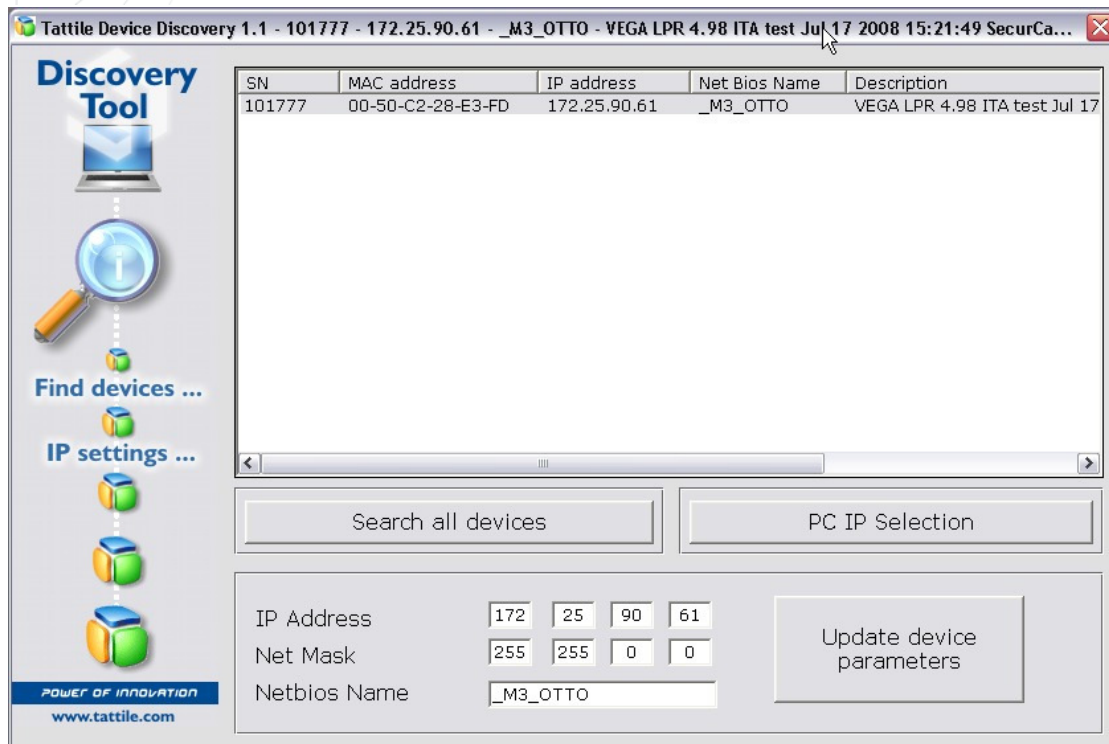 Tattile Device Discovery 1.1 - 101777 - 172.25.90.61 - _M3_OTTO - VEGA LPR 4.98 ITA test Jul 17 2008 15:21:49 SecurCa...
Discovery
Tool
SN MAC address IP address Net Bios Name Description
101777 00-50-C2-28-E3-FD 172.25.90.61 _M3_OTTO VEGA LPR 4.98 ITA test Jul 17
Find devices ...
IP settings ...
Search all devices PC IP Selection
IP Address 172 25 90 61
Net Mask 255 255 0 0
Netbios Name _M3_OTTO
Update device
parameters
POWER OF INNOVATION
www.tattile.com